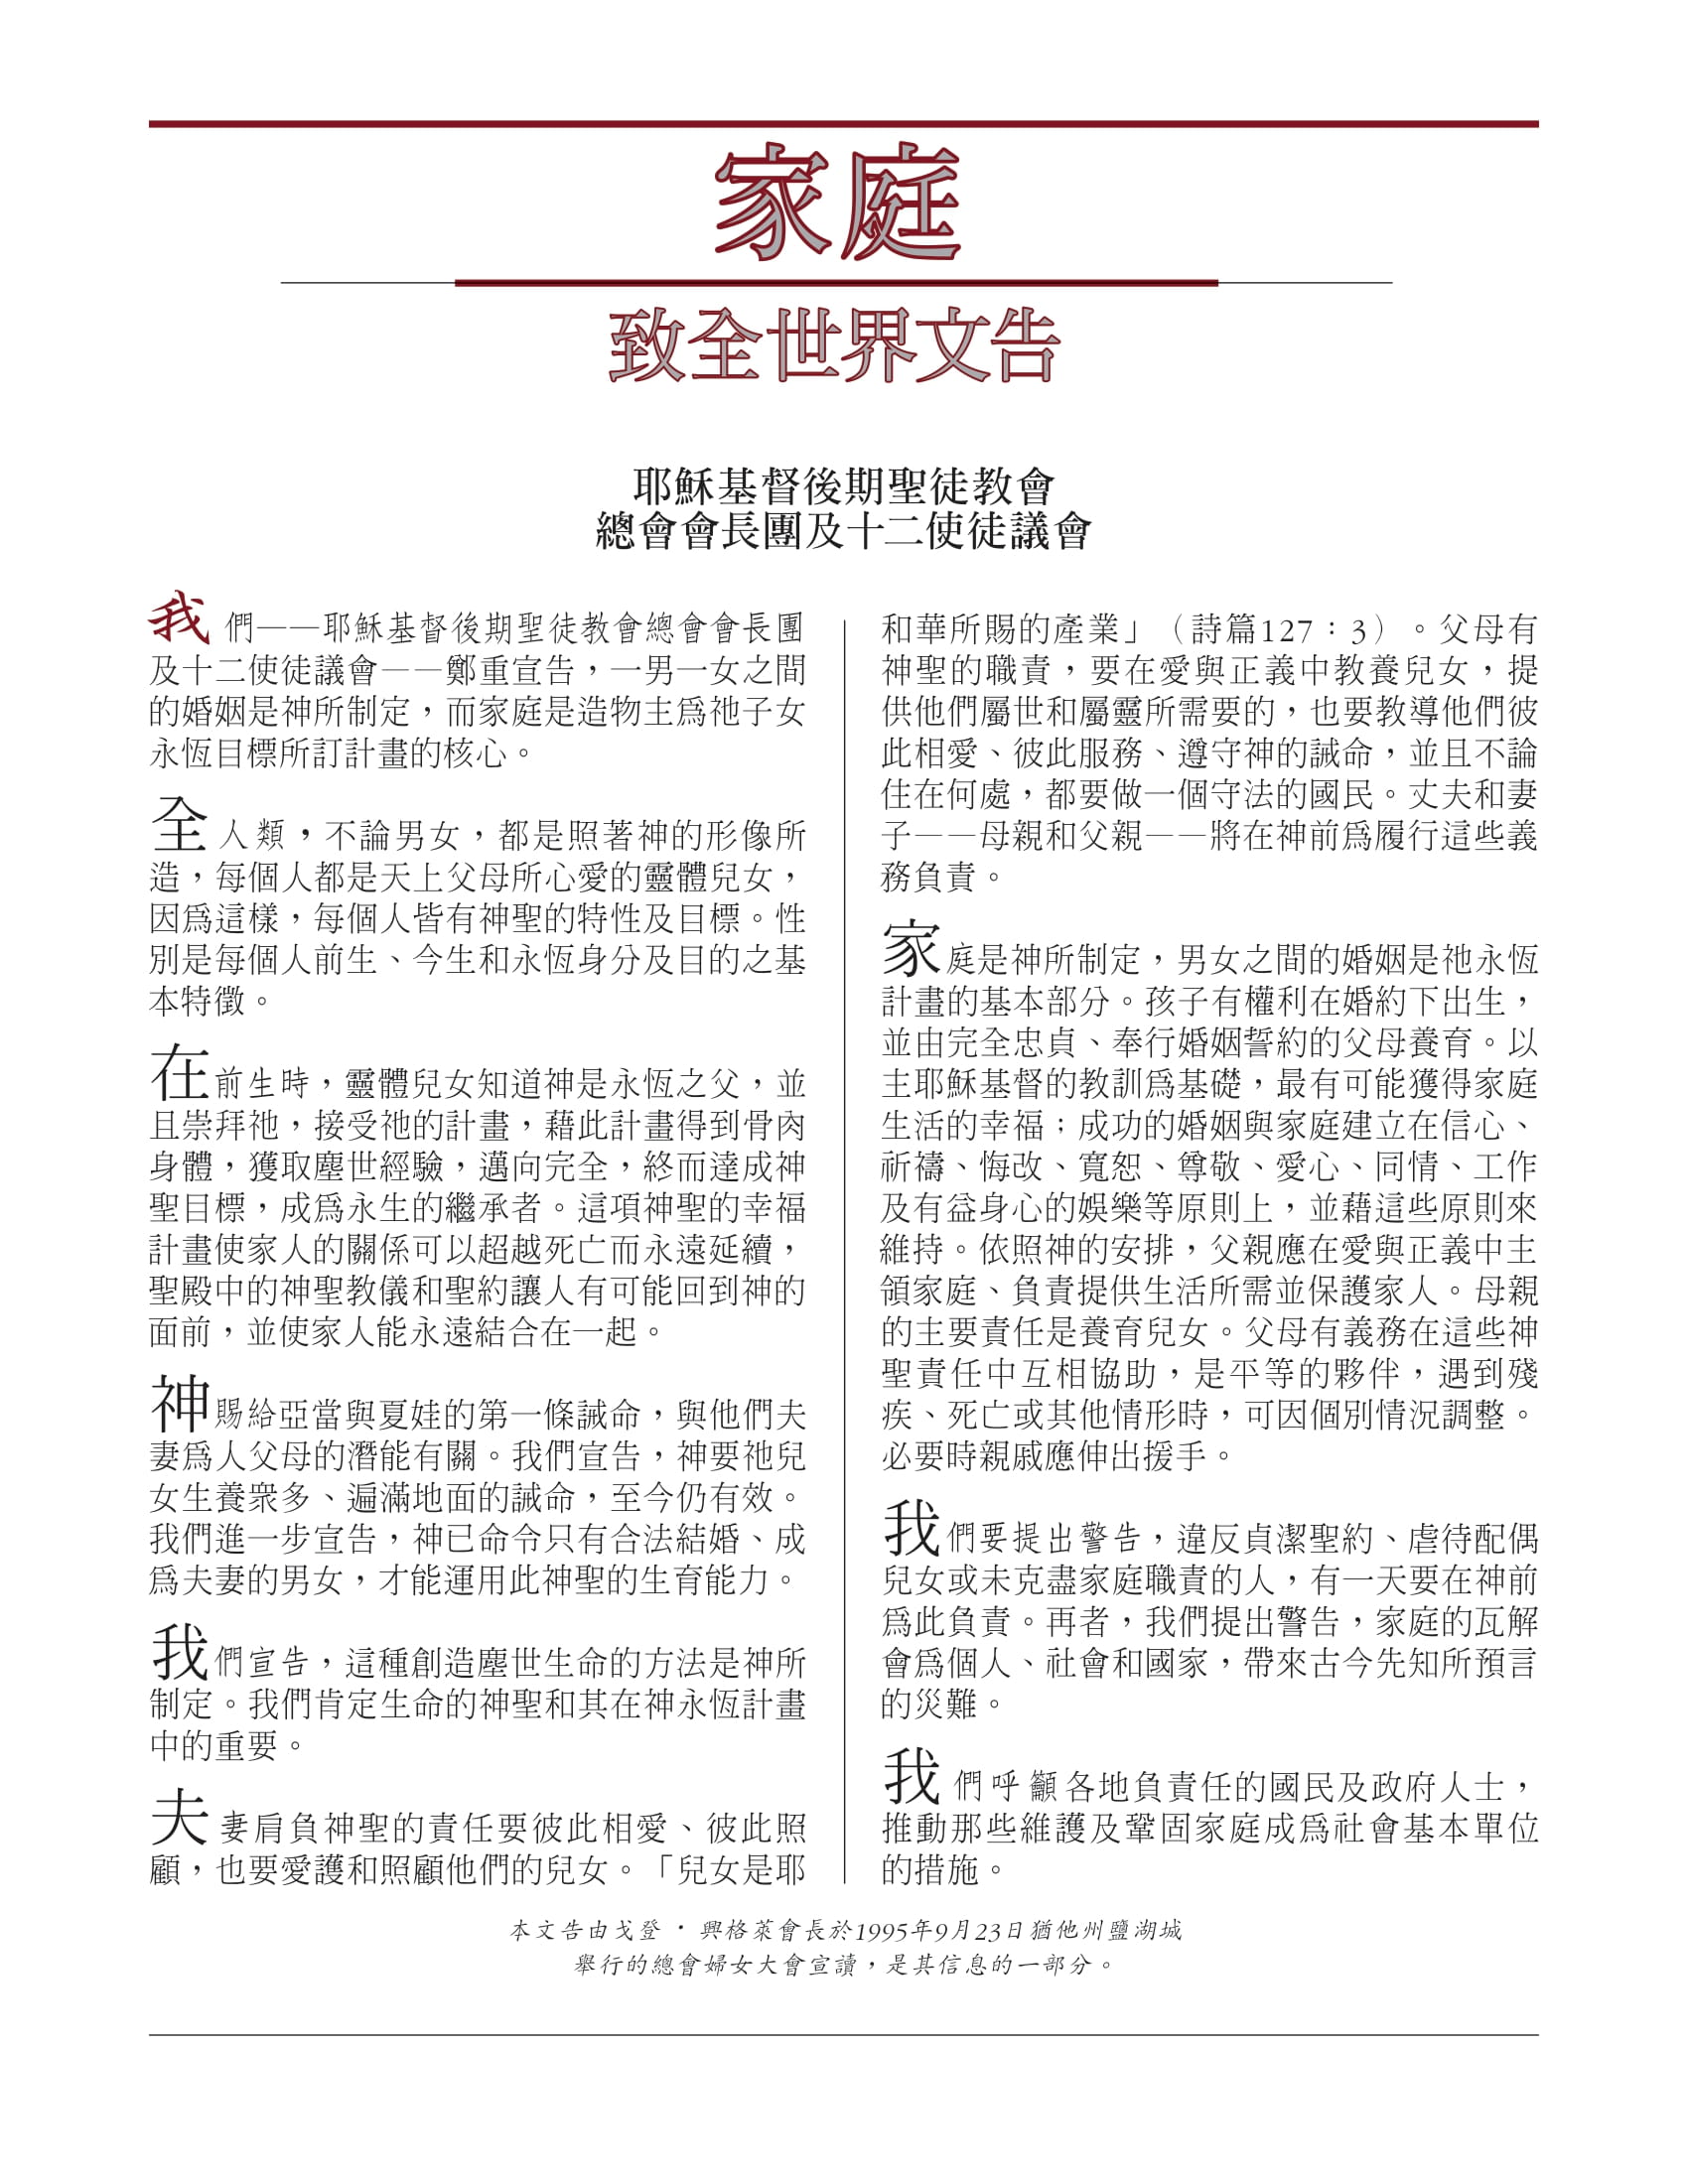 家庭
致全世界文告
耶穌基督後期聖徒教會
總會會長團及十二使徒議會
我們——耶穌基督後期聖徒教會總會會長團
及十二使徒議會——鄭重宣告，一男一女之間
的婚姻是神所制定，而家庭是造物主爲祂子女
永恆目標所訂計畫的核心。
全人類，不論男女，都是照著神的形像所
造，每個人都是天上父母所心愛的靈體兒女，
因爲這樣，每個人皆有神聖的特性及目標。性
別是每個人前生、今生和永恆身分及目的之基
本特徵。
在前生時，靈體兒女知道神是永恆之父，並
且崇拜祂，接受祂的計畫，藉此計畫得到骨肉
身體，獲取塵世經驗，邁向完全，終而達成神
聖目標，成爲永生的繼承者。這項神聖的幸福
計畫使家人的關係可以超越死亡而永遠延續，
聖殿中的神聖教儀和聖約讓人有可能回到神的
面前，並使家人能永遠結合在一起。
神賜給亞當與夏娃的第一條誡命，與他們夫
妻爲人父母的潛能有關。我們宣告，神要祂兒
女生養衆多、遍滿地面的誡命，至今仍有效。
我們進一步宣告，神已命令只有合法結婚、成
爲夫妻的男女，才能運用此神聖的生育能力。
我們宣告，這種創造塵世生命的方法是神所
制定。我們肯定生命的神聖和其在神永恆計畫
中的重要。
夫妻肩負神聖的責任要彼此相愛、彼此照
顧，也要愛護和照顧他們的兒女。「兒女是耶
和華所賜的產業」（詩篇127：3）。父母有
神聖的職責，要在愛與正義中教養兒女，提
供他們屬世和屬靈所需要的，也要教導他們彼
此相愛、彼此服務、遵守神的誡命，並且不論
住在何處，都要做一個守法的國民。丈夫和妻
子——母親和父親——將在神前爲履行這些義
務負責。
家庭是神所制定，男女之間的婚姻是祂永恆
計畫的基本部分。孩子有權利在婚約下出生，
並由完全忠貞、奉行婚姻誓約的父母養育。以
主耶穌基督的教訓爲基礎，最有可能獲得家庭
生活的幸福；成功的婚姻與家庭建立在信心、
祈禱、悔改、寬恕、尊敬、愛心、同情、工作
及有益身心的娛樂等原則上，並藉這些原則來
維持。依照神的安排，父親應在愛與正義中主
領家庭、負責提供生活所需並保護家人。母親
的主要責任是養育兒女。父母有義務在這些神
聖責任中互相協助，是平等的夥伴，遇到殘
疾、死亡或其他情形時，可因個別情況調整。
必要時親戚應伸出援手。
我們要提出警告，違反貞潔聖約、虐待配偶
兒女或未克盡家庭職責的人，有一天要在神前
爲此負責。再者，我們提出警告，家庭的瓦解
會爲個人、社會和國家，帶來古今先知所預言
的災難。
我們呼籲各地負責任的國民及政府人士，
推動那些維護及鞏固家庭成爲社會基本單位
的措施。
本文告由戈登・興格萊會長於1995年9月23日猶他州鹽湖城
舉行的總會婦女大會宣讀，是其信息的一部分。